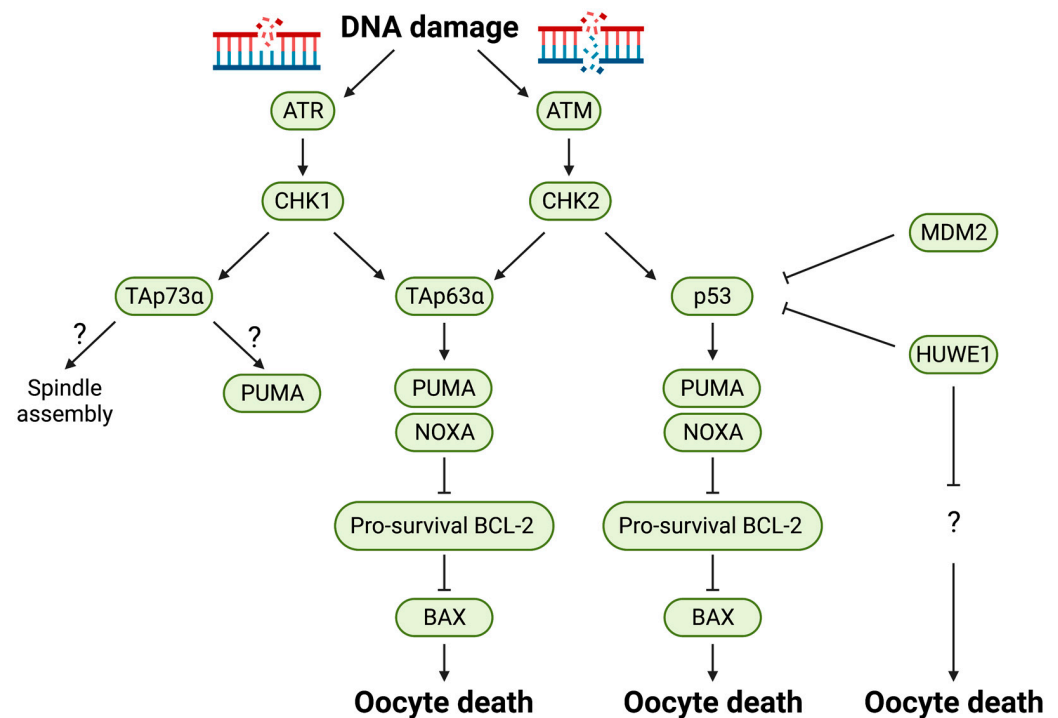 DNA damage
ATR
ATM
CHK1
CHK2
MDM2
TAp73α
TAp63α
p53
?
?
HUWE1
Spindle
assembly
PUMA
PUMA
PUMA
NOXA
NOXA
Pro-survival BCL-2
Pro-survival BCL-2
?
BAX
BAX
Oocyte death
Oocyte death
Oocyte death